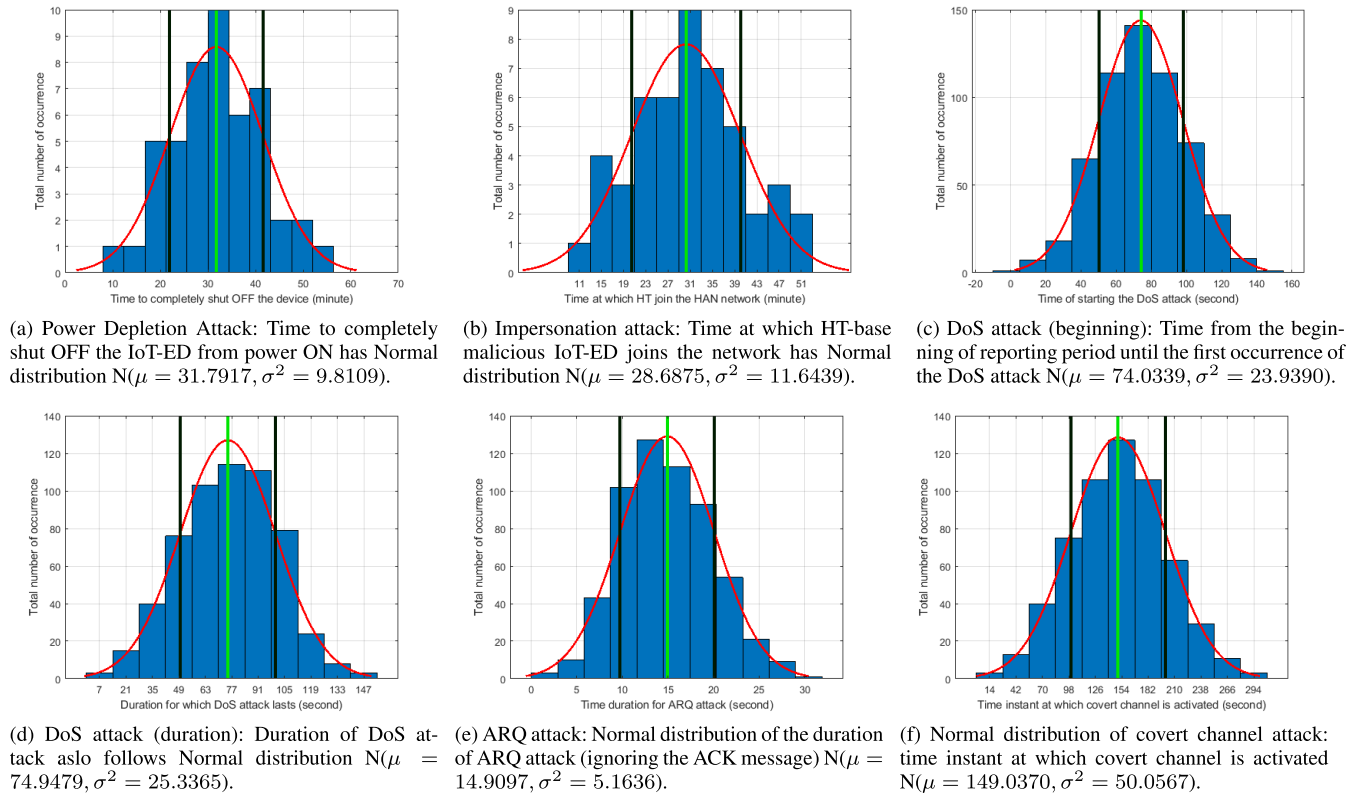 10
9
8
7
6
5
4
3
2
1
0
Total number of occurrence
0 10 20 30 40 50 60 70
Time to completely shut OFF the device (minute)
(a) Power Depletion Attack: Time to completely
shut OFF the IoT-ED from power ON has Normal
distribution N(μ = 31.7917, σ² = 9.8109).
9
8
7
6
5
4
3
2
1
0
Total number of occurrence
11 15 19 23 27 31 35 39 43 47 51
Time at which HT join the HAN network (minute)
(b) Impersonation attack: Time at which HT-base
malicious IoT-ED joins the network has Normal
distribution N(μ = 28.6875, σ² = 11.6439).
150
100
50
0
Total number of occurrence
-20 0 20 40 60 80 100 120 140 160
Time of starting the DoS attack (second)
(c) DoS attack (beginning): Time from the begin-
ning of reporting period until the first occurrence of
the DoS attack N(μ = 74.0339, σ² = 23.9390).
140
120
100
80
60
40
20
0
Total number of occurrence
7 21 35 49 63 77 91 105 119 133 147
Duration for which DoS attack lasts (second)
(d) DoS attack (duration): Duration of DoS at-
tack aslo follows Normal distribution N(μ =
74.9479, σ² = 25.3365).
140
120
100
80
60
40
20
0
Total number of occurrence
0 5 10 15 20 25 30
Time duration for ARQ attack (second)
(e) ARQ attack: Normal distribution of the duration
of ARQ attack (ignoring the ACK message) N(μ =
14.9097, σ² = 5.1636).
140
120
100
80
60
40
20
0
Total number of occurrence
14 42 70 98 126 154 182 210 238 266 294
Time instant at which covert channel is activated (second)
(f) Normal distribution of covert channel attack:
time instant at which covert channel is activated
N(μ = 149.0370, σ² = 50.0567).